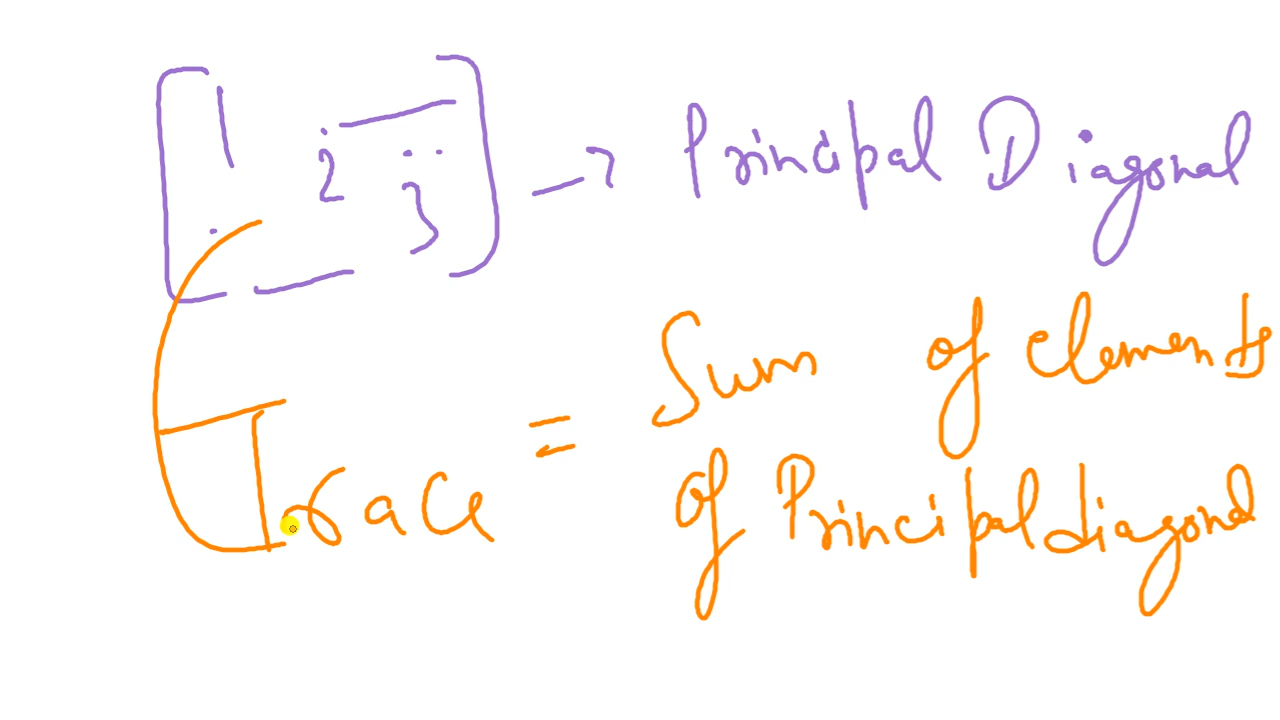 1 2 3 → Principal Diagonal
Trace = Sum of elements
of Principal diagonal